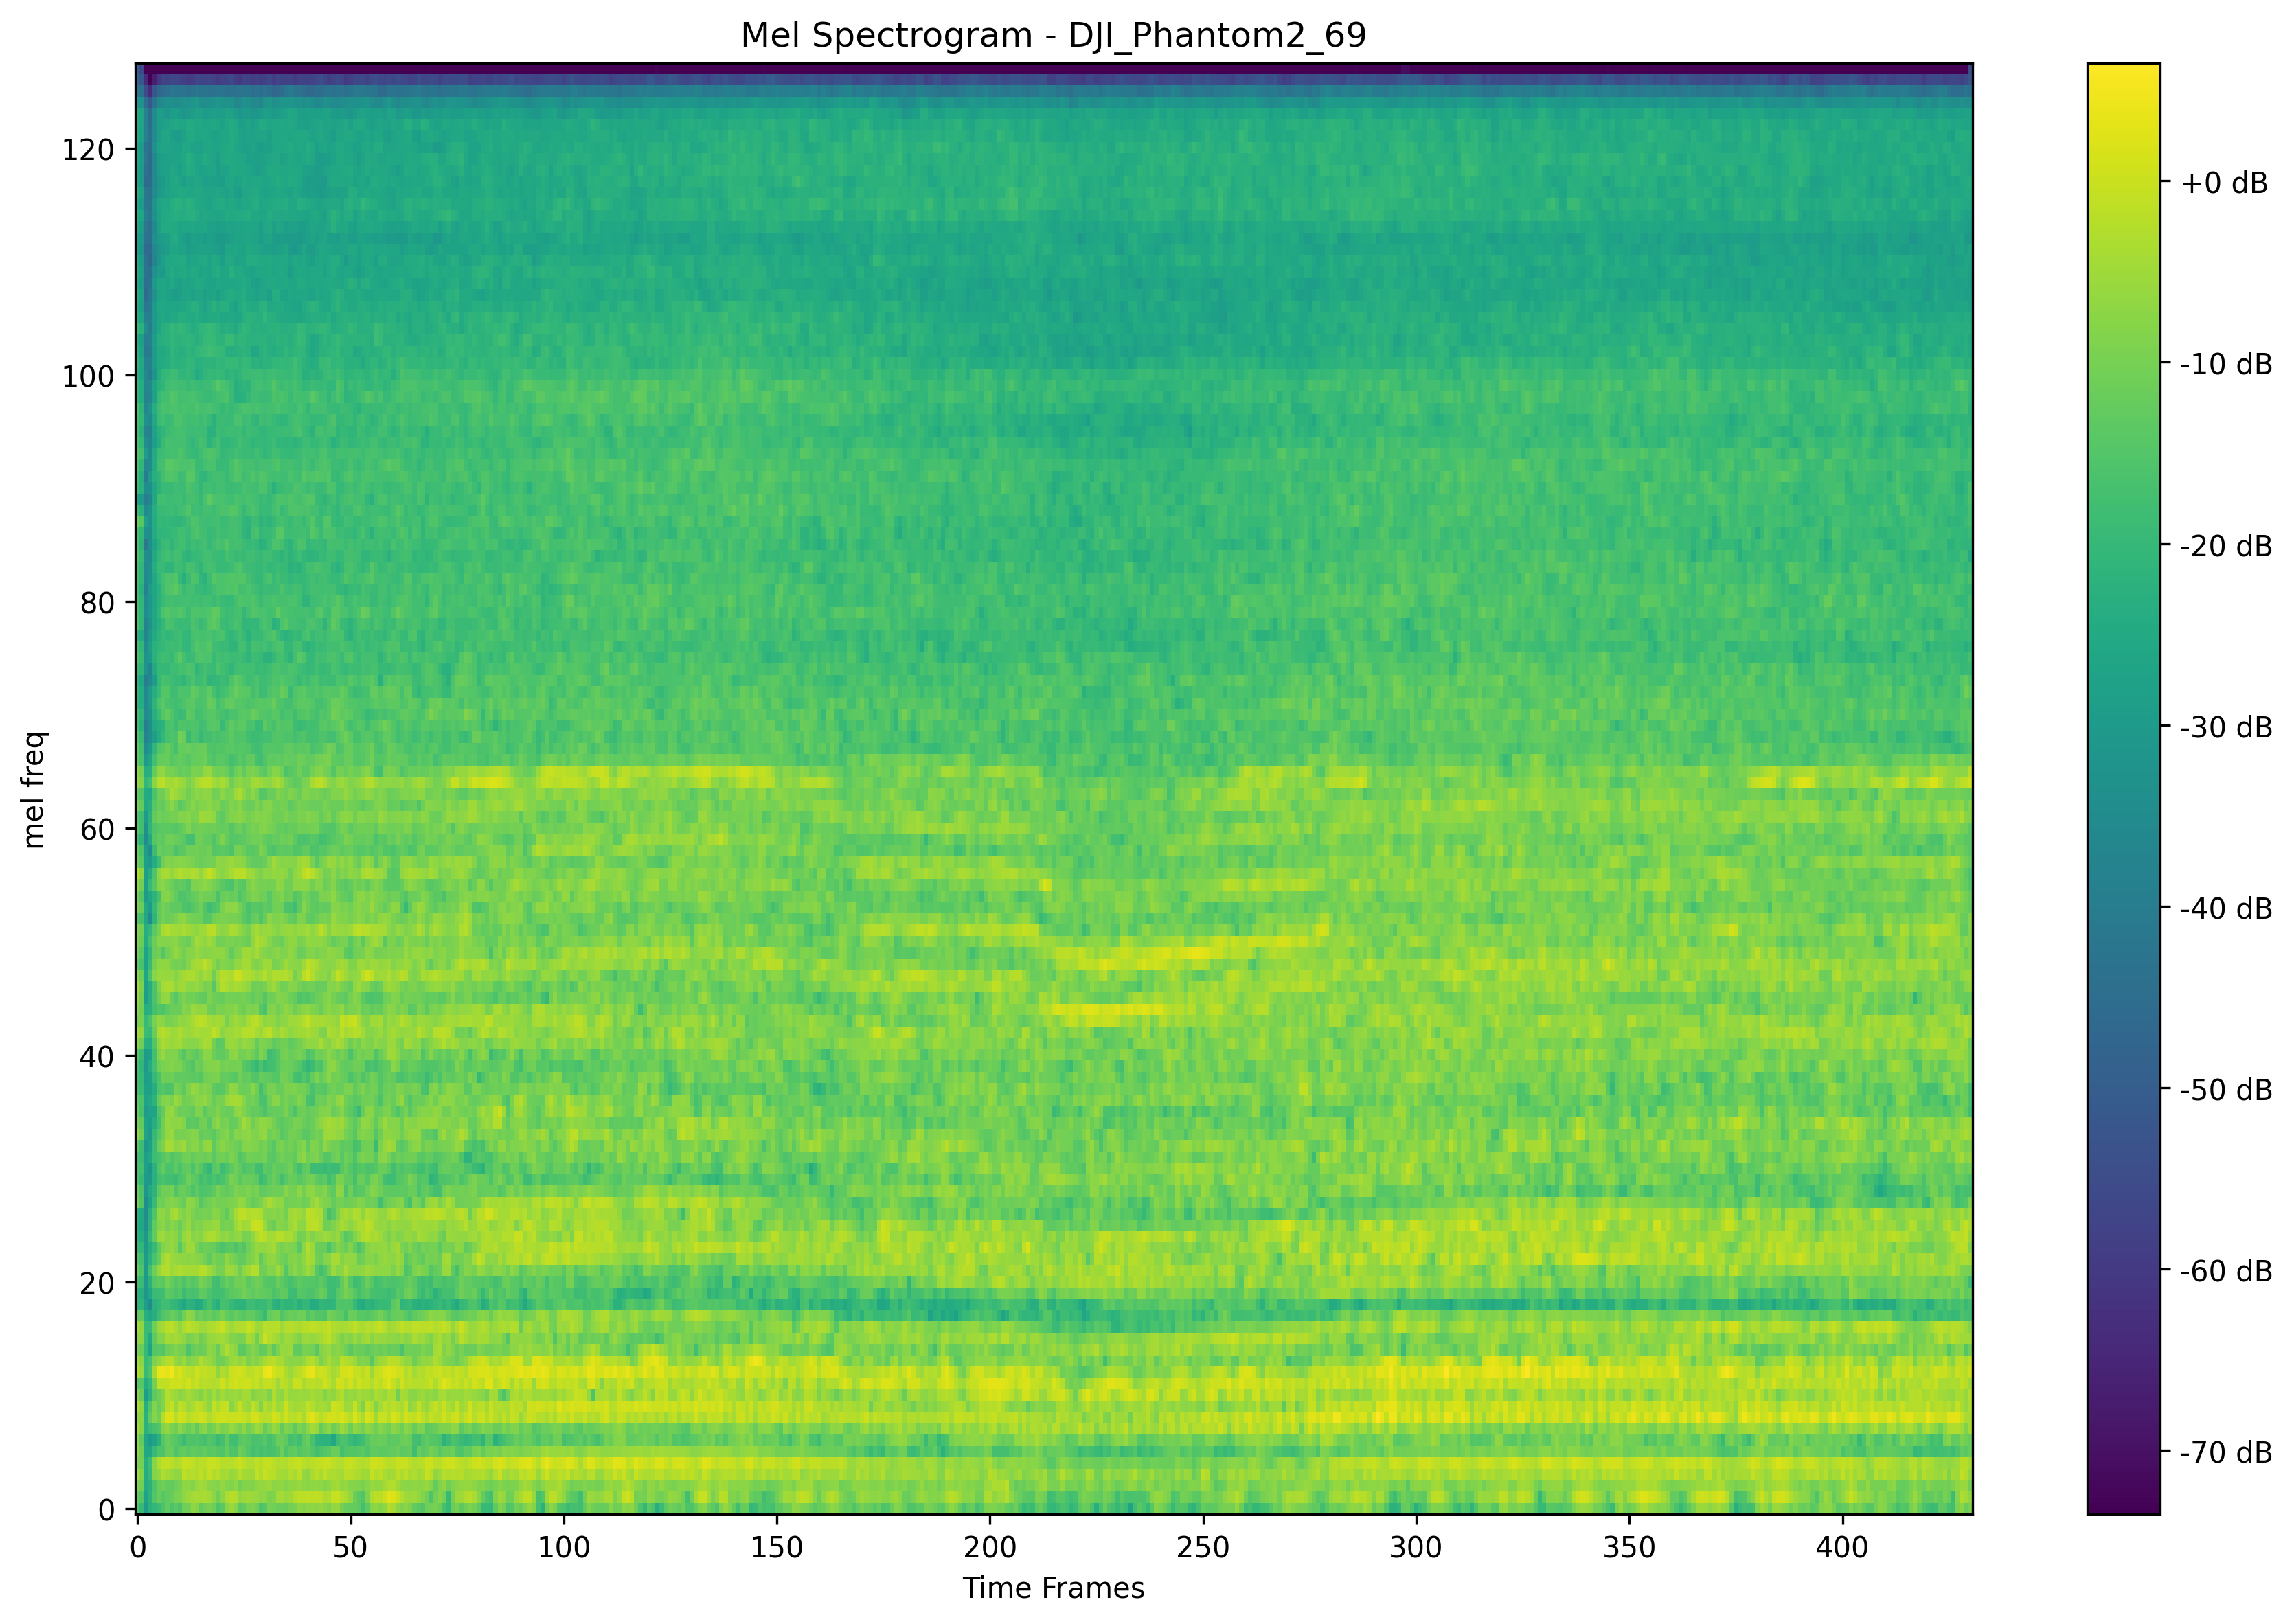 Mel Spectrogram - DJI_Phantom2_69
mel freq
120
100
80
60
40
20
0
0 50 100 150 200 250 300 350 400
Time Frames
+0 dB
-10 dB
-20 dB
-30 dB
-40 dB
-50 dB
-60 dB
-70 dB